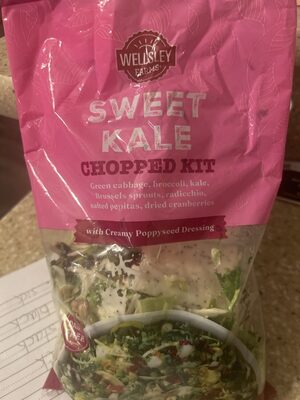 WELLSLEY
FARMS
SWEET
KALE
CHOPPED KIT
Green cabbage, broccoli, kale,
Brussels sprouts, radicchio,
salted pepitas, dried cranberries
with Creamy Poppyseed Dressing
black